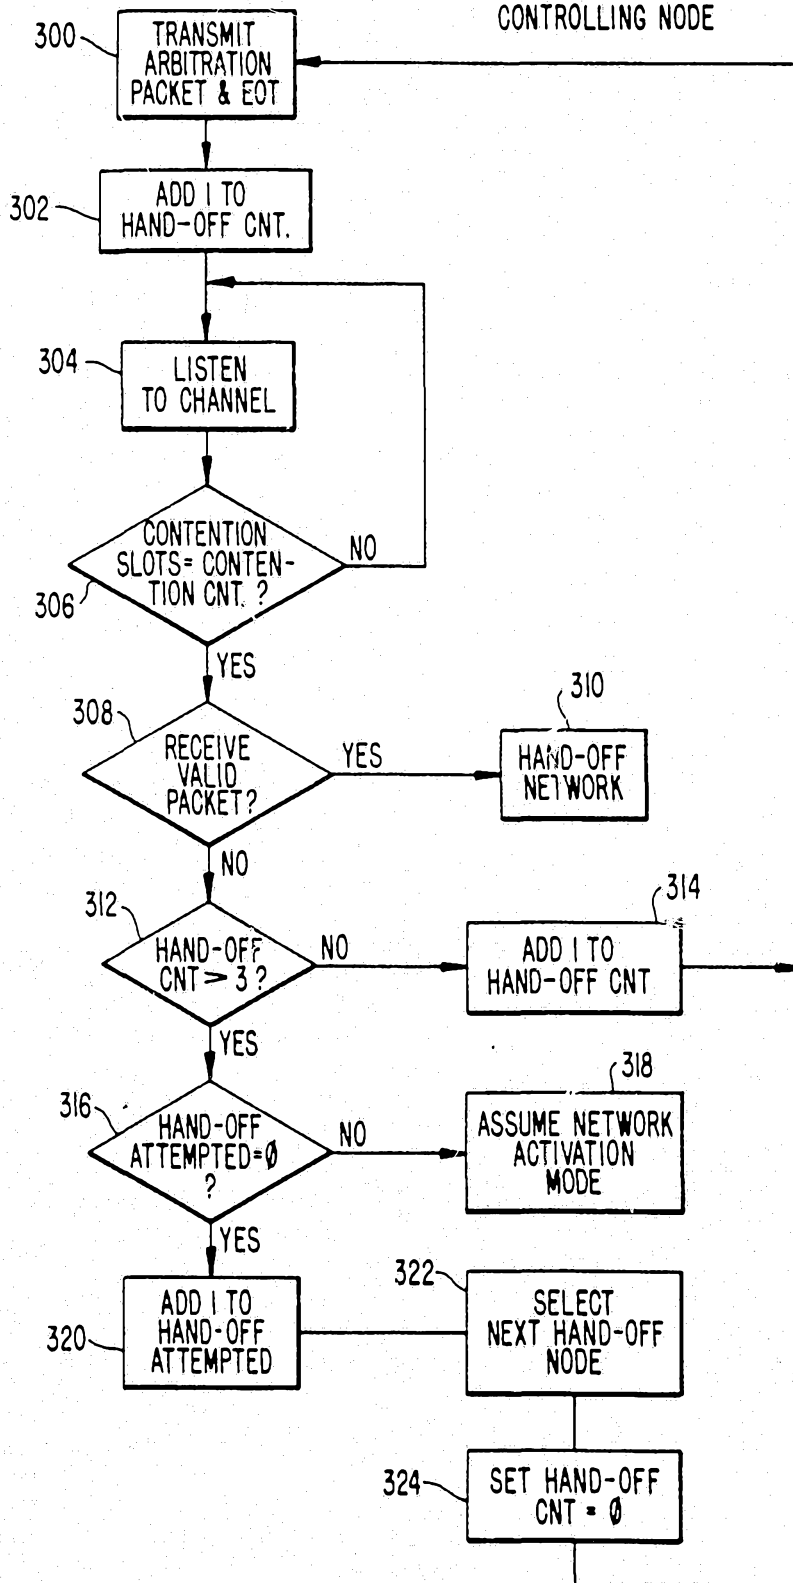 CONTROLLING NODE
300
TRANSMIT
ARBITRATION
PACKET & EOT
302
ADD 1 TO
HAND-OFF CNT.
304
LISTEN
TO CHANNEL
CONTENTION
SLOTS= CONTEN-
TION CNT. ?
NO
306
YES
308
RECEIVE
VALID
PACKET?
YES
310
HAND-OFF
NETWORK
NO
312
HAND-OFF
CNT > 3 ?
NO
314
ADD 1 TO
HAND-OFF CNT
YES
316
HAND-OFF
ATTEMPTED=Ø
?
NO
318
ASSUME NETWORK
ACTIVATION
MODE
YES
320
ADD 1 TO
HAND-OFF
ATTEMPTED
322
SELECT
NEXT HAND-OFF
NODE
324
SET HAND-OFF
CNT = Ø